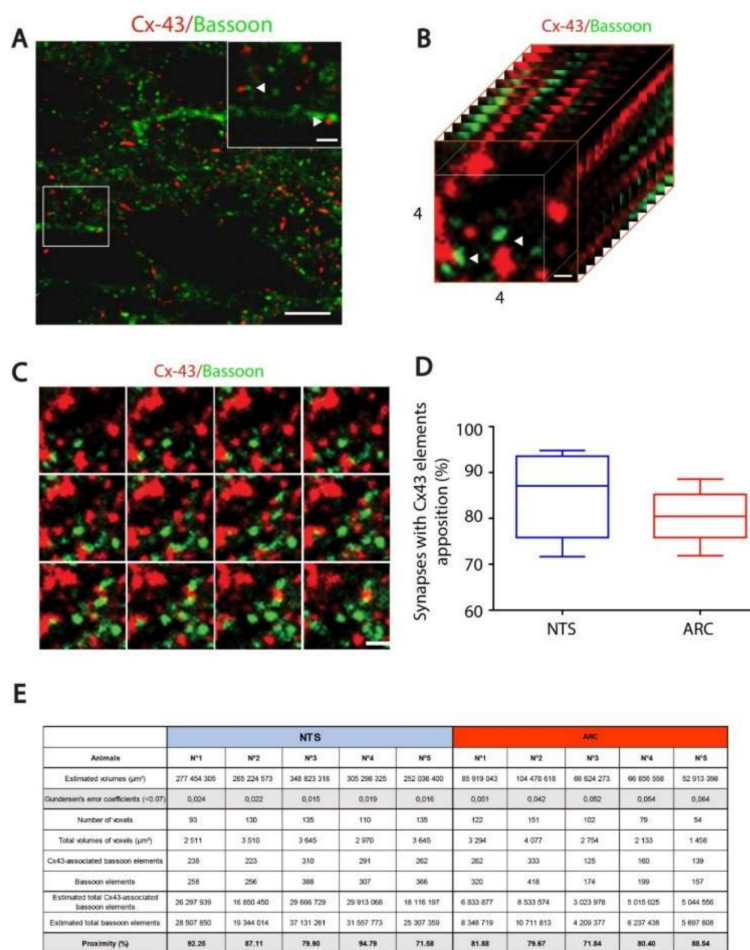 A
Cx-43/Bassoon
B
Cx-43/Bassoon
4
4
C
Cx-43/Bassoon
D
Synapses with Cx43 elements
apposition (%)
100
90
80
70
60
NTS ARC
E
NTS ARC
Animals N°1 N°2 N°3 N°4 N°5 N°1 N°2 N°3 N°4 N°5
Estimated volumes (µm³) 277 454 305 265 224 573 348 823 318 305 298 325 252 036 400 85 919 043 104 478 618 66 624 273 66 856 558 52 913 398
Gundersen's error coefficients (<0.07) 0,024 0,022 0,015 0,019 0,016 0,051 0,042 0,052 0,054 0,064
Number of voxels 93 130 135 110 135 122 151 102 79 54
Total volumes of voxels (µm³) 2 511 3 510 3 645 2 970 3 645 3 294 4 077 2 754 2 133 1 458
Cx43-associated bassoon elements 238 223 310 291 262 262 333 125 160 139
Bassoon elements 258 256 388 307 366 320 418 174 199 157
Estimated total Cx43-associated bassoon elements 26 297 939 16 850 450 29 666 729 29 913 068 18 116 197 6 833 877 8 533 574 3 023 978 5 015 025 5 044 556
Estimated total bassoon elements 28 507 850 19 344 014 37 131 261 31 557 773 25 307 359 8 346 719 10 711 813 4 209 377 6 237 438 5 697 808
Proximity (%) 92.25 87.11 79.90 94.79 71.58 81.88 79.67 71.84 80.40 88.54